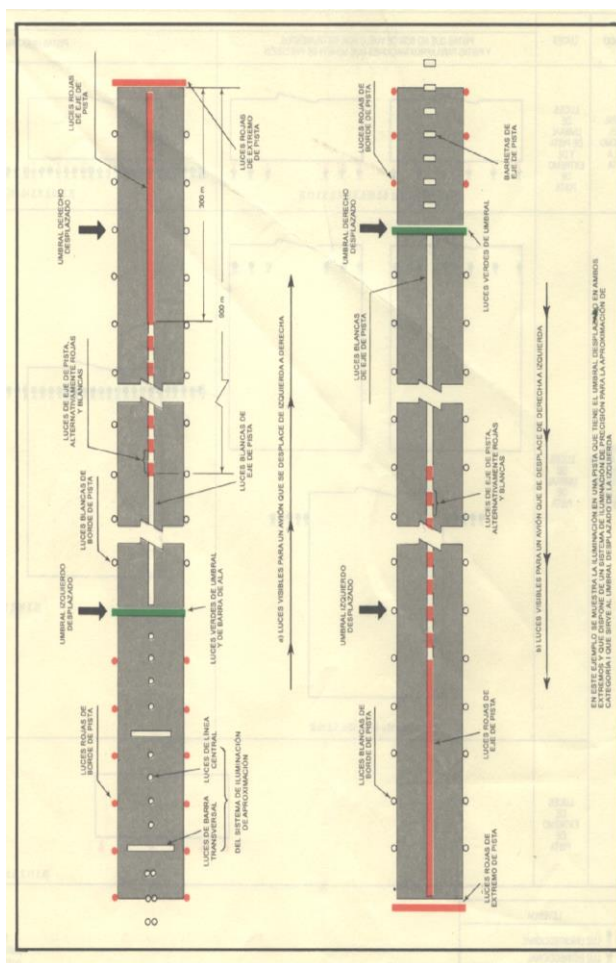 LUCES ROJAS DE
BORDE DE PISTA
UMBRAL IZQUIERDO
DESPLAZADO
LUCES BLANCAS DE
BORDE DE PISTA
LUCES DE EJE DE PISTA,
ALTERNATIVAMENTE ROJAS
Y BLANCAS
UMBRAL DERECHO
DESPLAZADO
LUCES ROJAS
DE EJE DE
PISTA
LUCES DE BARRA
TRANSVERSAL
LUCES DE LÍNEA
CENTRAL
DEL SISTEMA DE ILUMINACIÓN
DE APROXIMACIÓN
LUCES VERDES DE UMBRAL
Y DE BARRA DE ALA
LUCES BLANCAS DE
EJE DE PISTA
300 m
LUCES ROJAS
DE EXTREMO
DE PISTA
a) LUCES VISIBLES PARA UN AVIÓN QUE SE DESPLACE DE IZQUIERDA A DERECHA
LUCES BLANCAS DE
BORDE DE PISTA
UMBRAL IZQUIERDO
DESPLAZADO
LUCES BLANCAS
DE EJE DE PISTA
UMBRAL DERECHO
DESPLAZADO
LUCES ROJAS DE
BORDE DE PISTA
LUCES ROJAS DE
EXTREMO DE PISTA
LUCES ROJAS DE
EJE DE PISTA
LUCES DE EJE DE PISTA,
ALTERNATIVAMENTE ROJAS
Y BLANCAS
LUCES VERDES DE UMBRAL
BARRETAS DE
EJE DE PISTA
b) LUCES VISIBLES PARA UN AVIÓN QUE SE DESPLACE DE DERECHA A IZQUIERDA
EN ESTE EJEMPLO SE MUESTRA LA ILUMINACIÓN EN UNA PISTA QUE TIENE EL UMBRAL DESPLAZADO EN AMBOS
EXTREMOS Y QUE DISPONE DE UN SISTEMA DE ILUMINACIÓN DE PRECISIÓN PARA LA APROXIMACIÓN DE
CATEGORÍA I QUE SIRVE AL UMBRAL DESPLAZADO DE LA IZQUIERDA